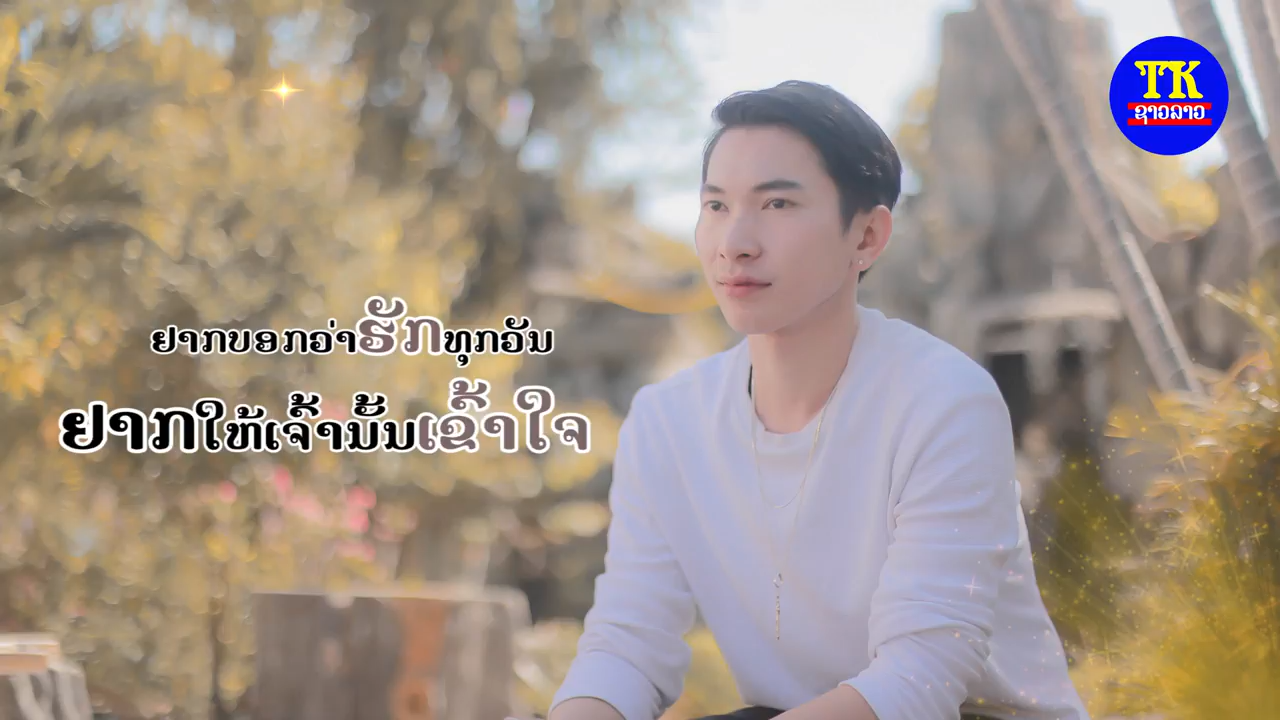 TK
ຊາວລາວ
ຢາກບອກວ່າຮັກທຸກວັນ
ຢາກໃຫ້ເຈົ້ານັ້ນເຂົ້າໃຈ